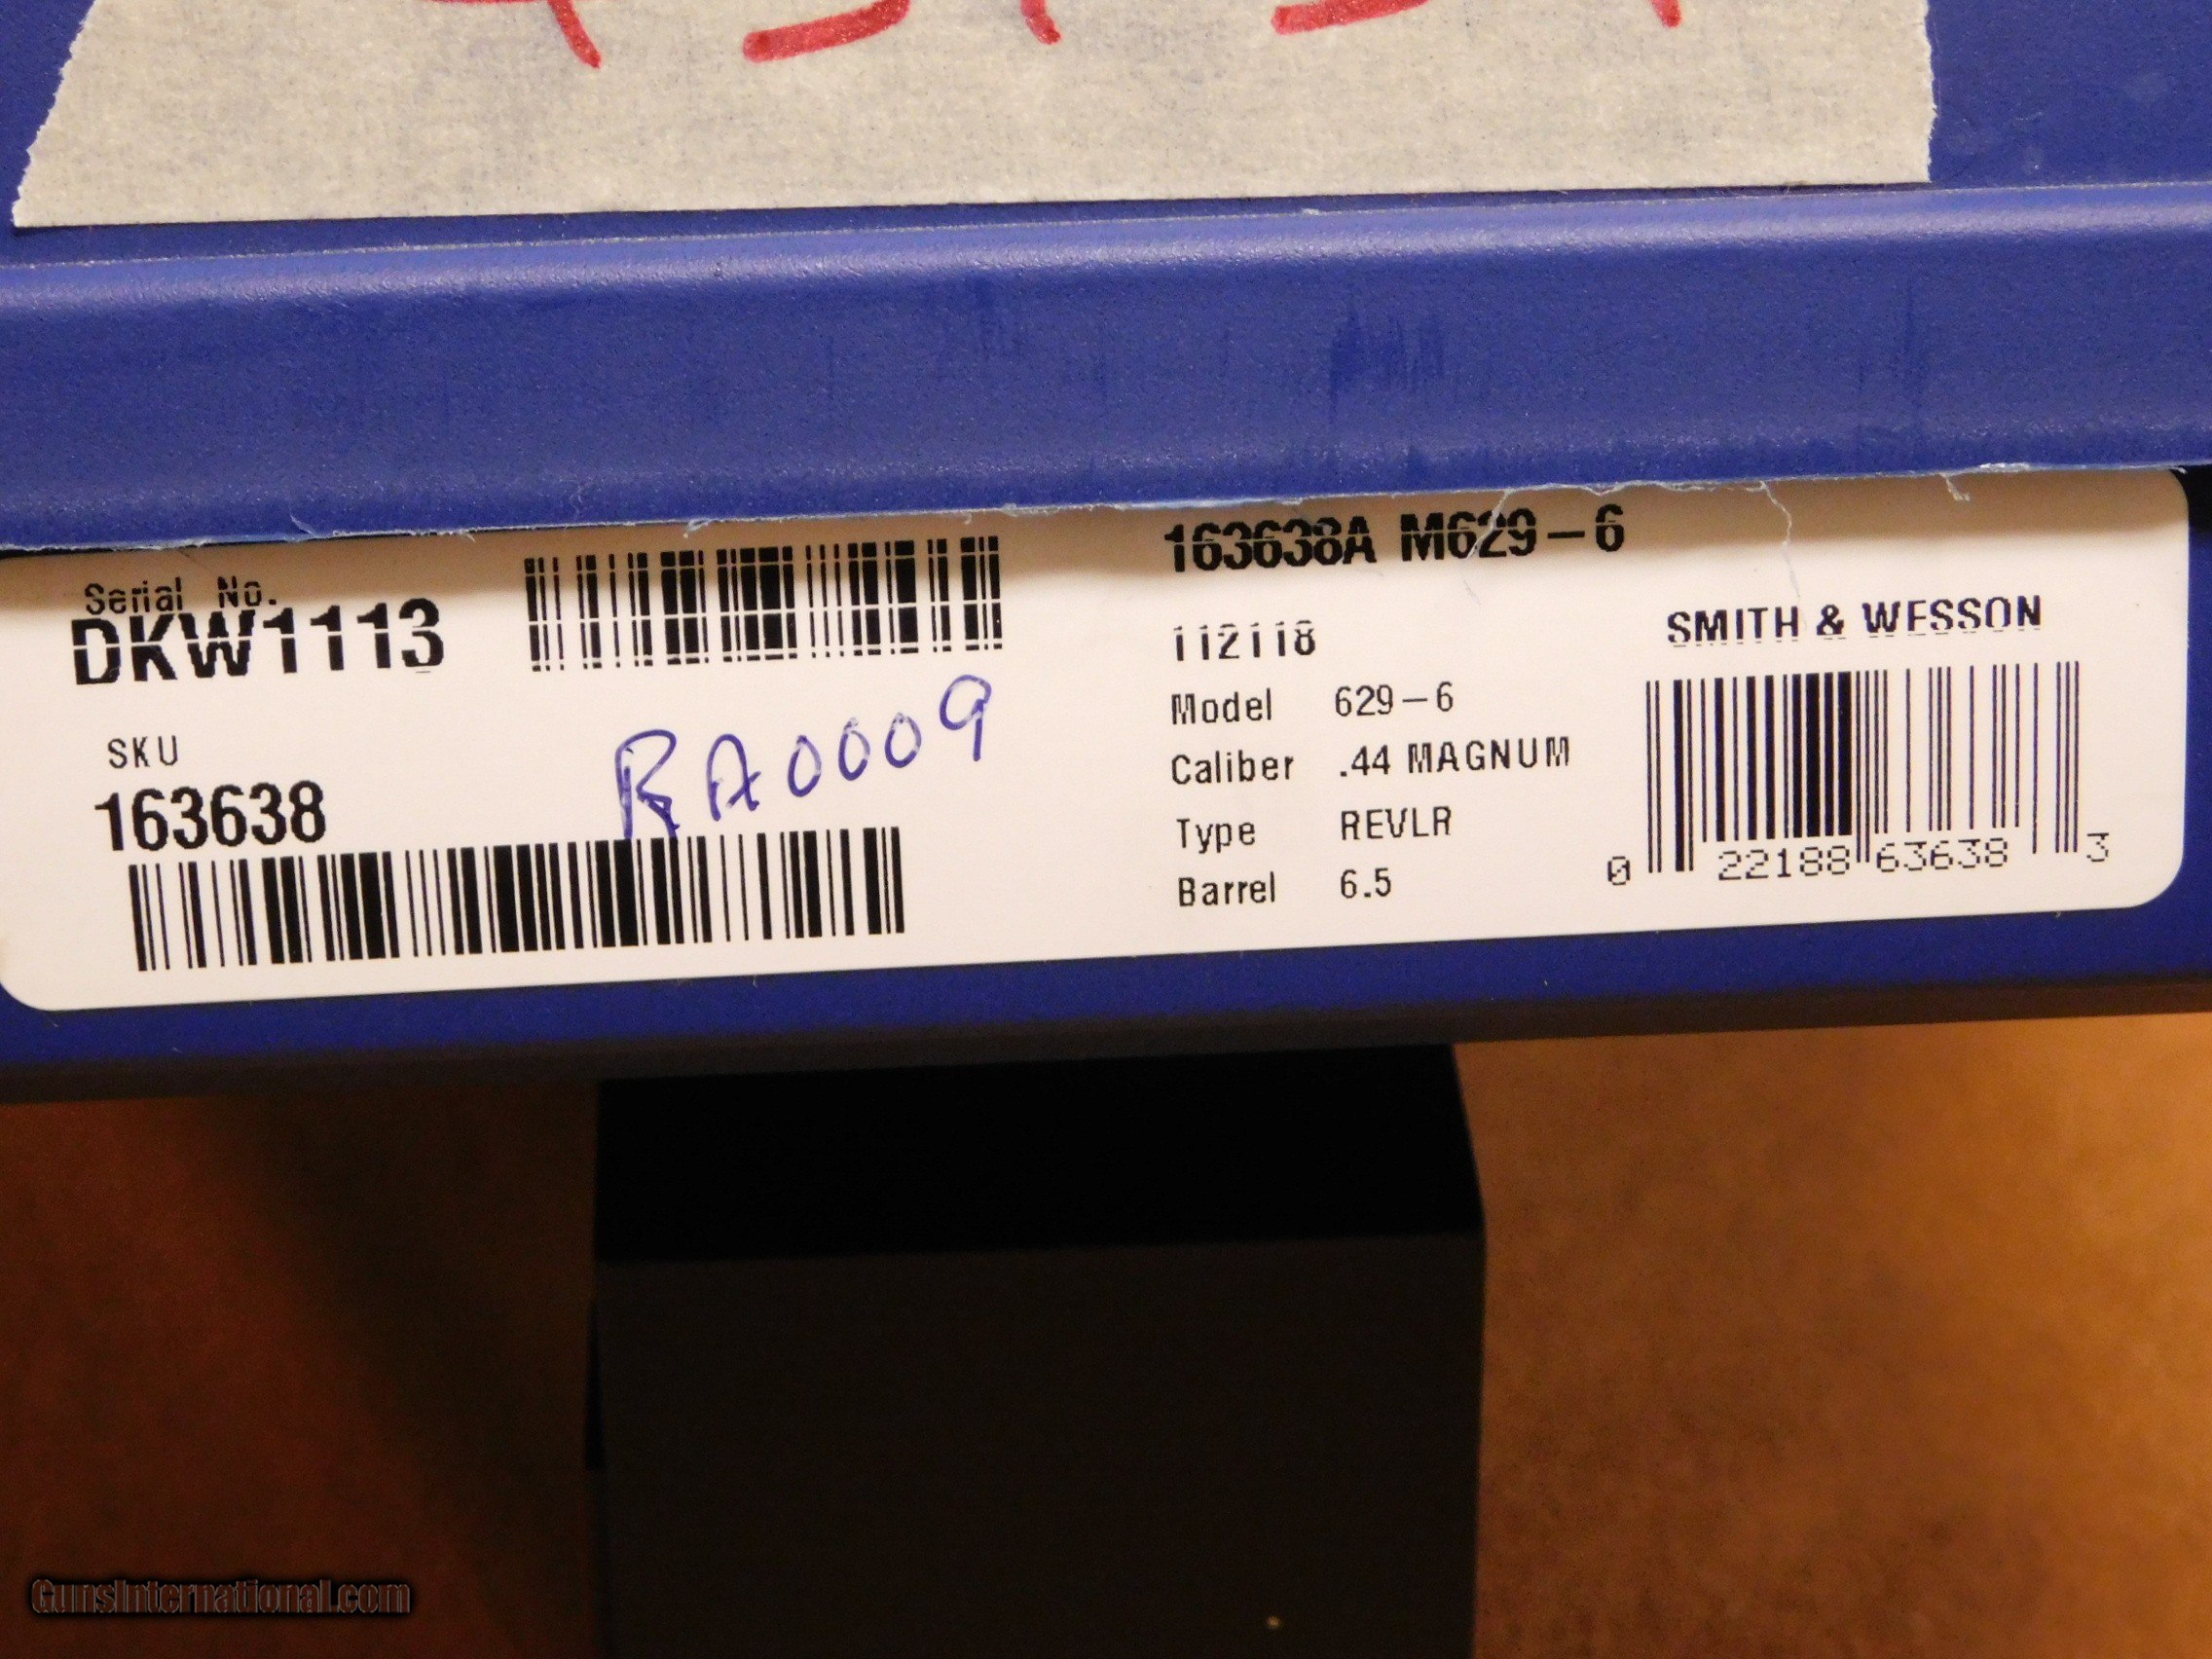 Serial No.
DKW1113
SKU
163638
RA0009
163638A M629-6
112118
SMITH & WESSON
Model 629-6
Caliber .44 MAGNUM
Type REVLR
Barrel 6.5
0 22188 63638 3
GunsInternational.com